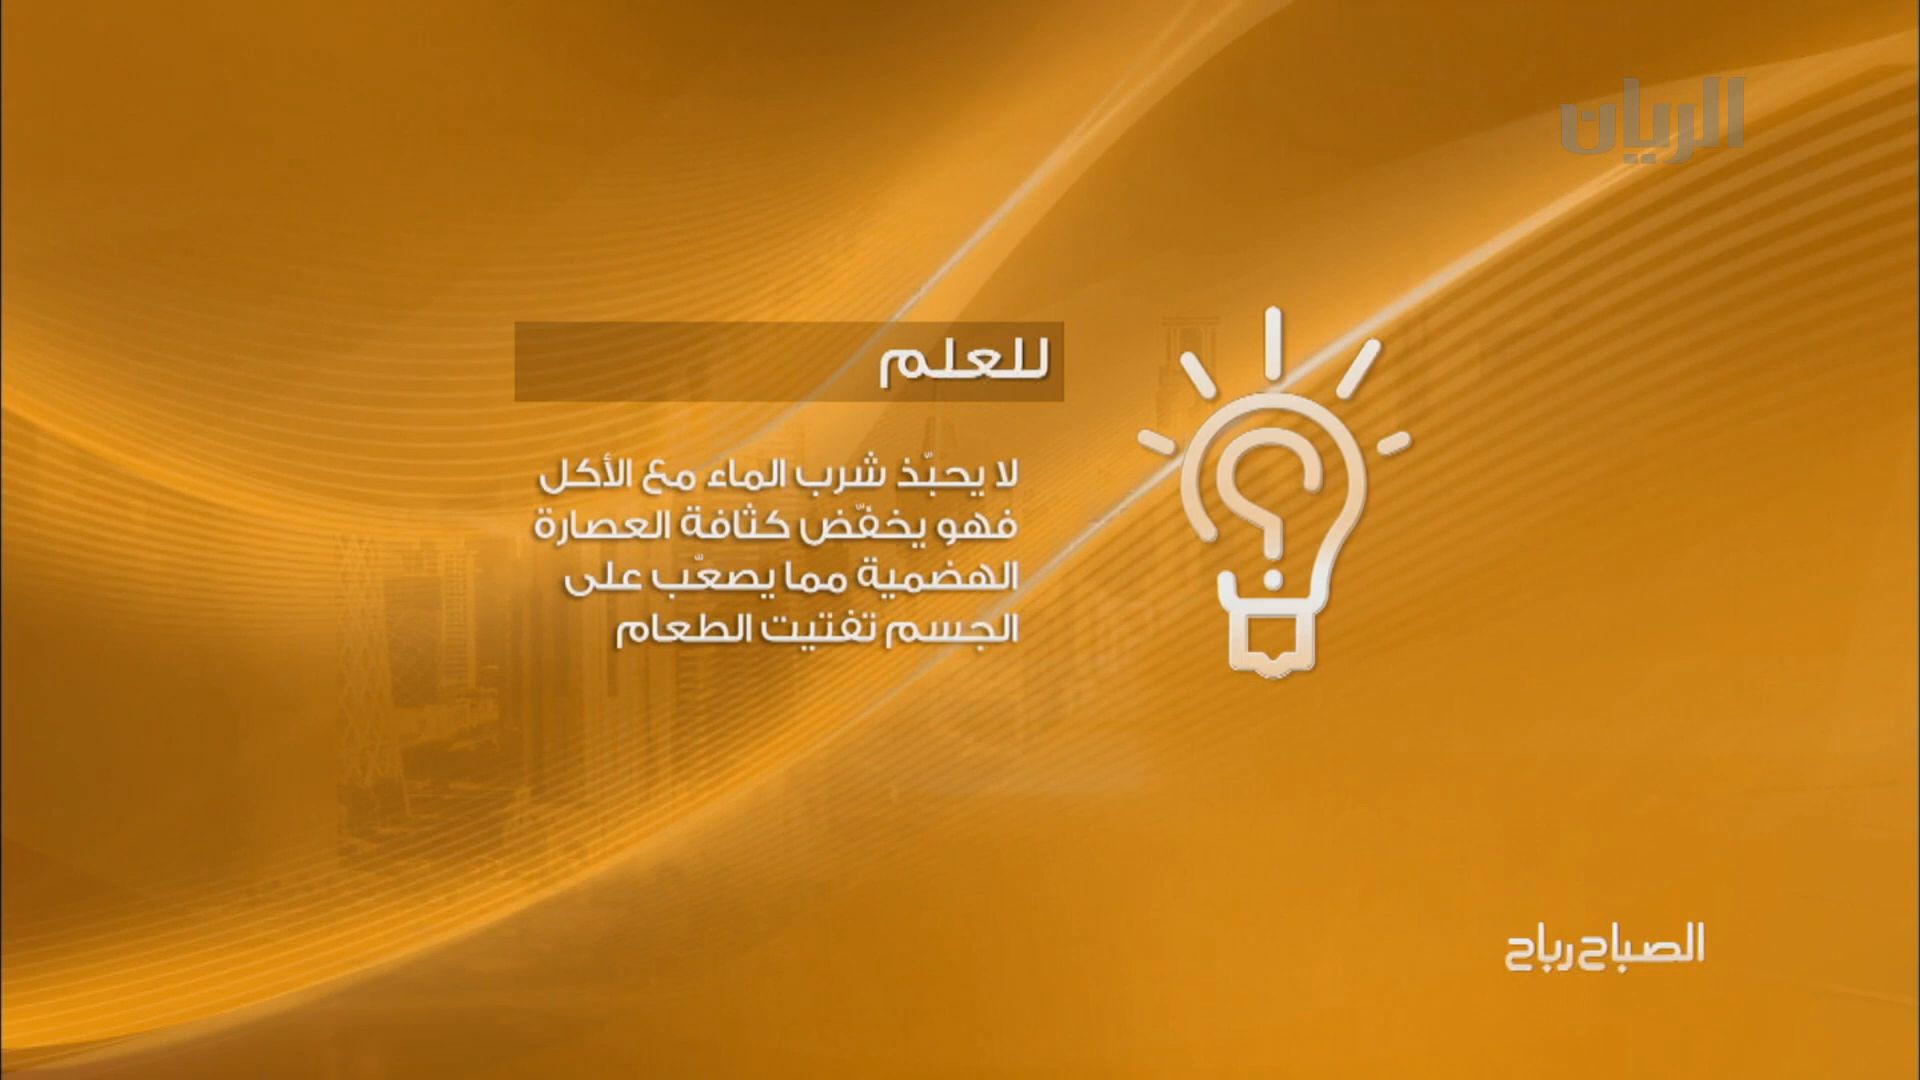 الريان
للعلم
لا يحبّذ شرب الماء مع الأكل
فهو يخفّض كثافة العصارة
الهضمية مما يصعّب على
الجسم تفتيت الطعام
الصباح رباح